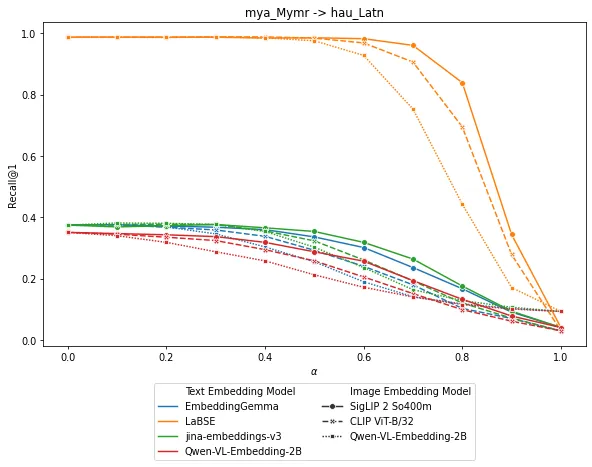 mya_Mymr -> hau_Latn
Recall@1
1.0
0.8
0.6
0.4
0.2
0.0
0.0 0.2 0.4 0.6 0.8 1.0
α
Text Embedding Model Image Embedding Model
EmbeddingGemma SigLIP 2 So400m
LaBSE CLIP ViT-B/32
jina-embeddings-v3 Qwen-VL-Embedding-2B
Qwen-VL-Embedding-2B